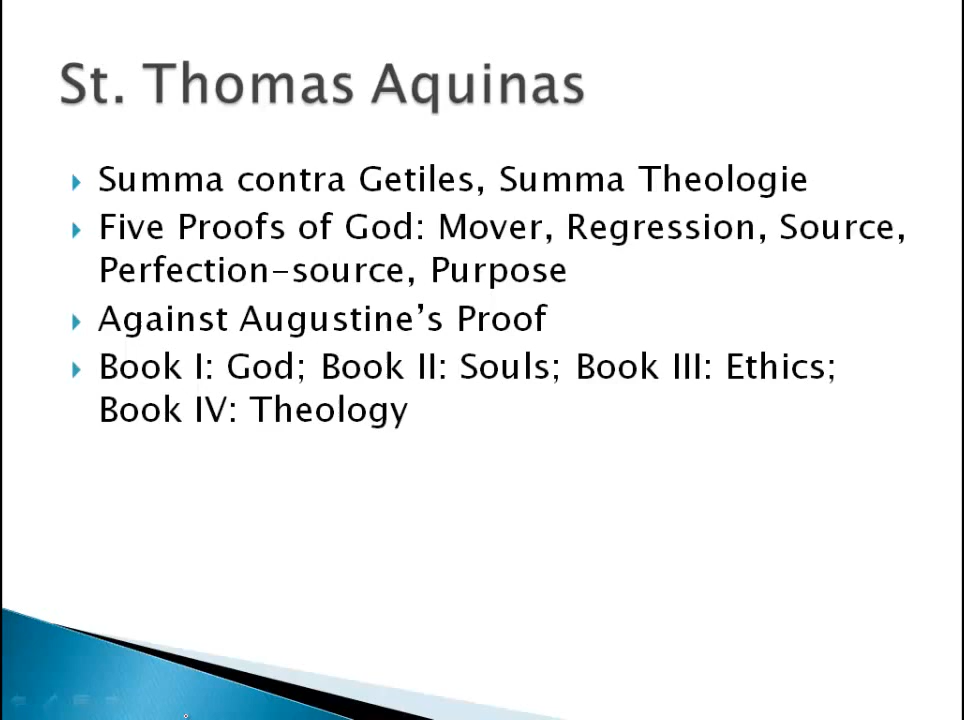 St. Thomas Aquinas
Summa contra Getiles, Summa Theologie
Five Proofs of God: Mover, Regression, Source,
Perfection-source, Purpose
Against Augustine's Proof
Book I: God; Book II: Souls; Book III: Ethics;
Book IV: Theology